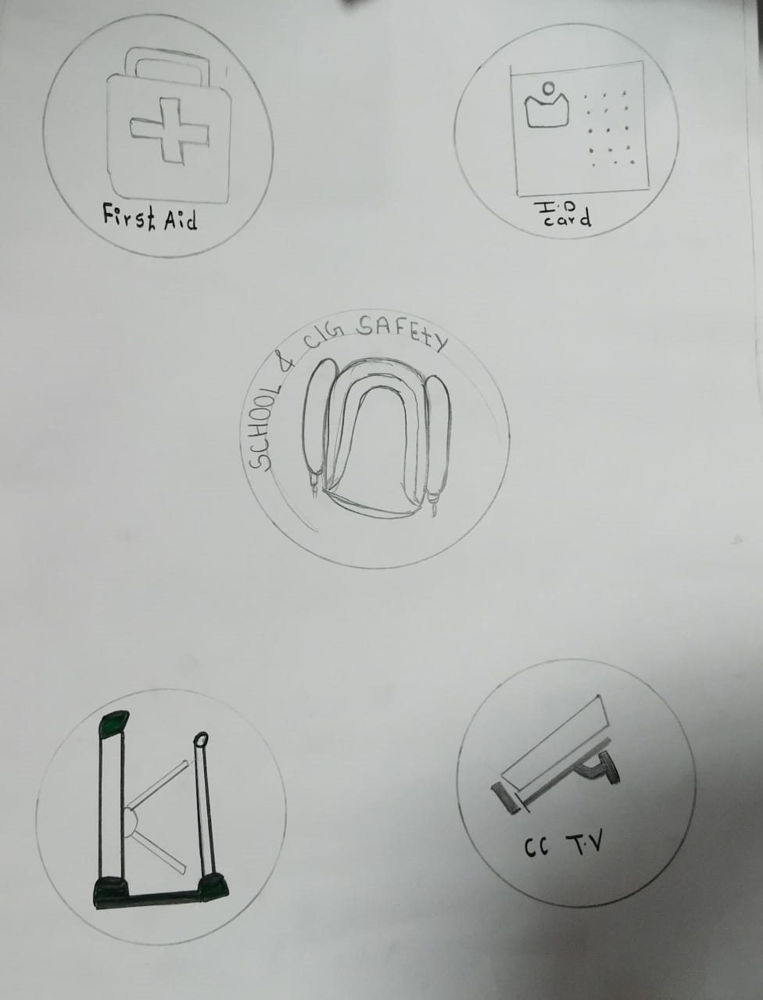 First Aid
I.D
card
SCHOOL & CIG SAFEtY
CC T.V